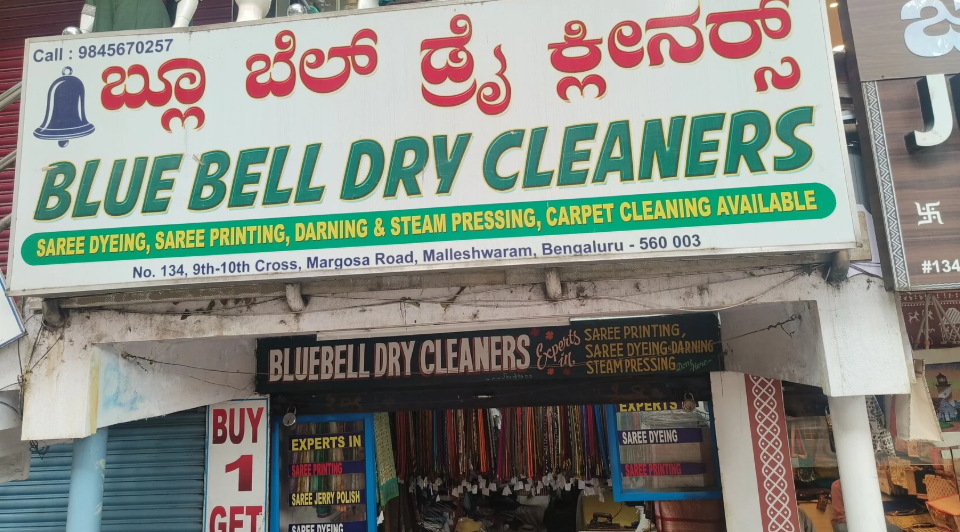 Call : 9845670257
ಬ್ಲೂ ಬೆಲ್ ಡ್ರೈ ಕ್ಲೀನರ್ಸ್
BLUE BELL DRY CLEANERS
SAREE DYEING, SAREE PRINTING, DARNING & STEAM PRESSING, CARPET CLEANING AVAILABLE
No. 134, 9th-10th Cross, Margosa Road, Malleshwaram, Bengaluru - 560 003
#134
BLUEBELL DRY CLEANERS
Experts in
SAREE PRINTING,
SAREE DYEING DARNING
STEAM PRESSING
BUY
1
GET
EXPERTS IN
SAREE PRINTING
SAREE JERRY POLISH
SAREE DYEING
EXPERTS
SAREE DYEING
SAREE PRINTING